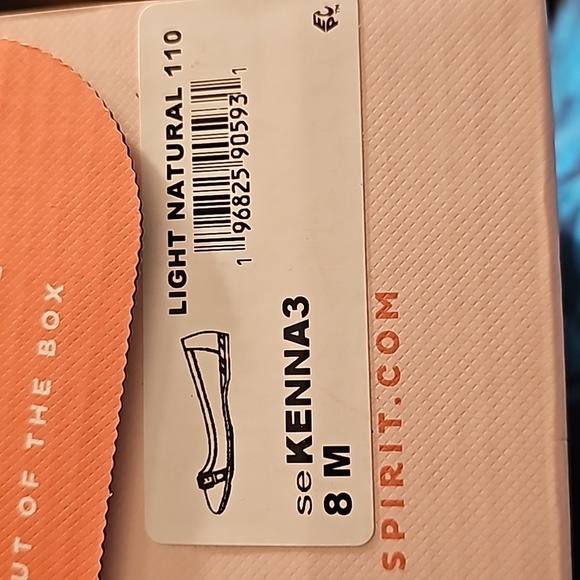 UT OF THE BOX
LIGHT NATURAL 110
1 96825 90593 1
seKENNA3
8 M
SPIRIT.COM